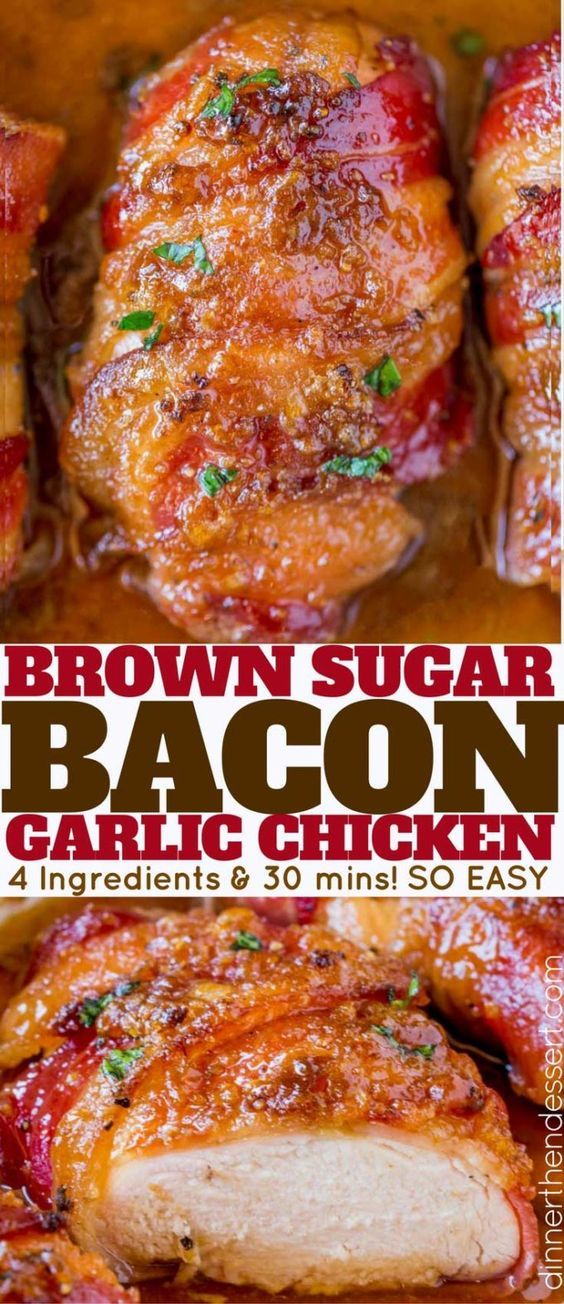 BROWN SUGAR
BACON
GARLIC CHICKEN
4 Ingredients & 30 mins! SO EASY
dinnerthendessert.com